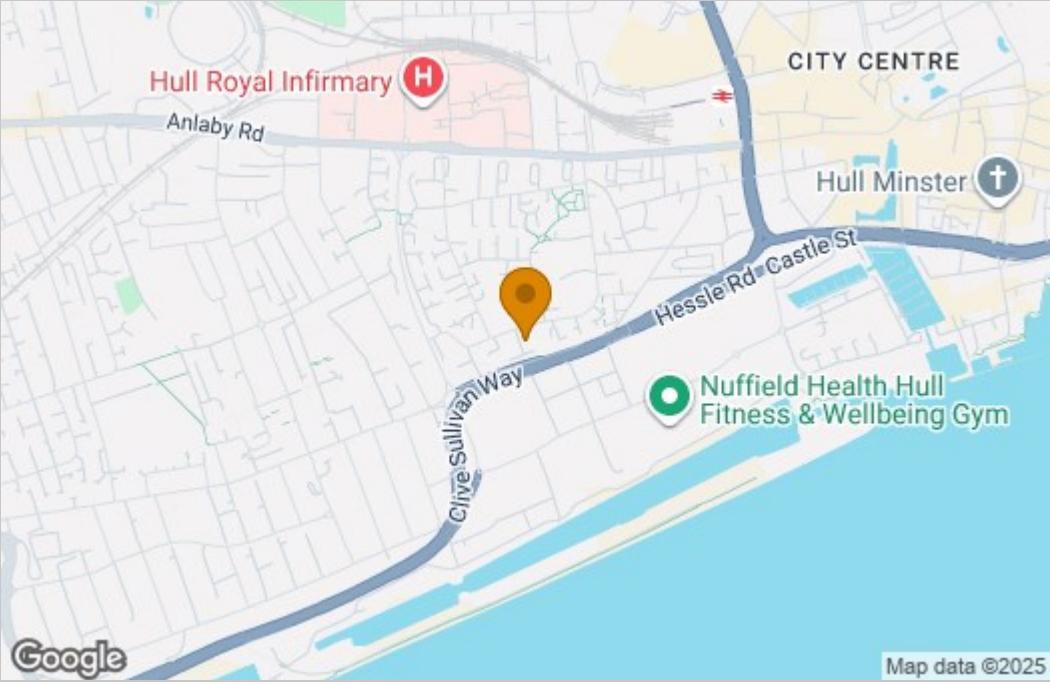 CITY CENTRE
Hull Royal Infirmary
H
Anlaby Rd
Hull Minster
Hessle Rd
Castle St
Clive Sullivan Way
Nuffield Health Hull
Fitness & Wellbeing Gym
Google
Map data ©2025